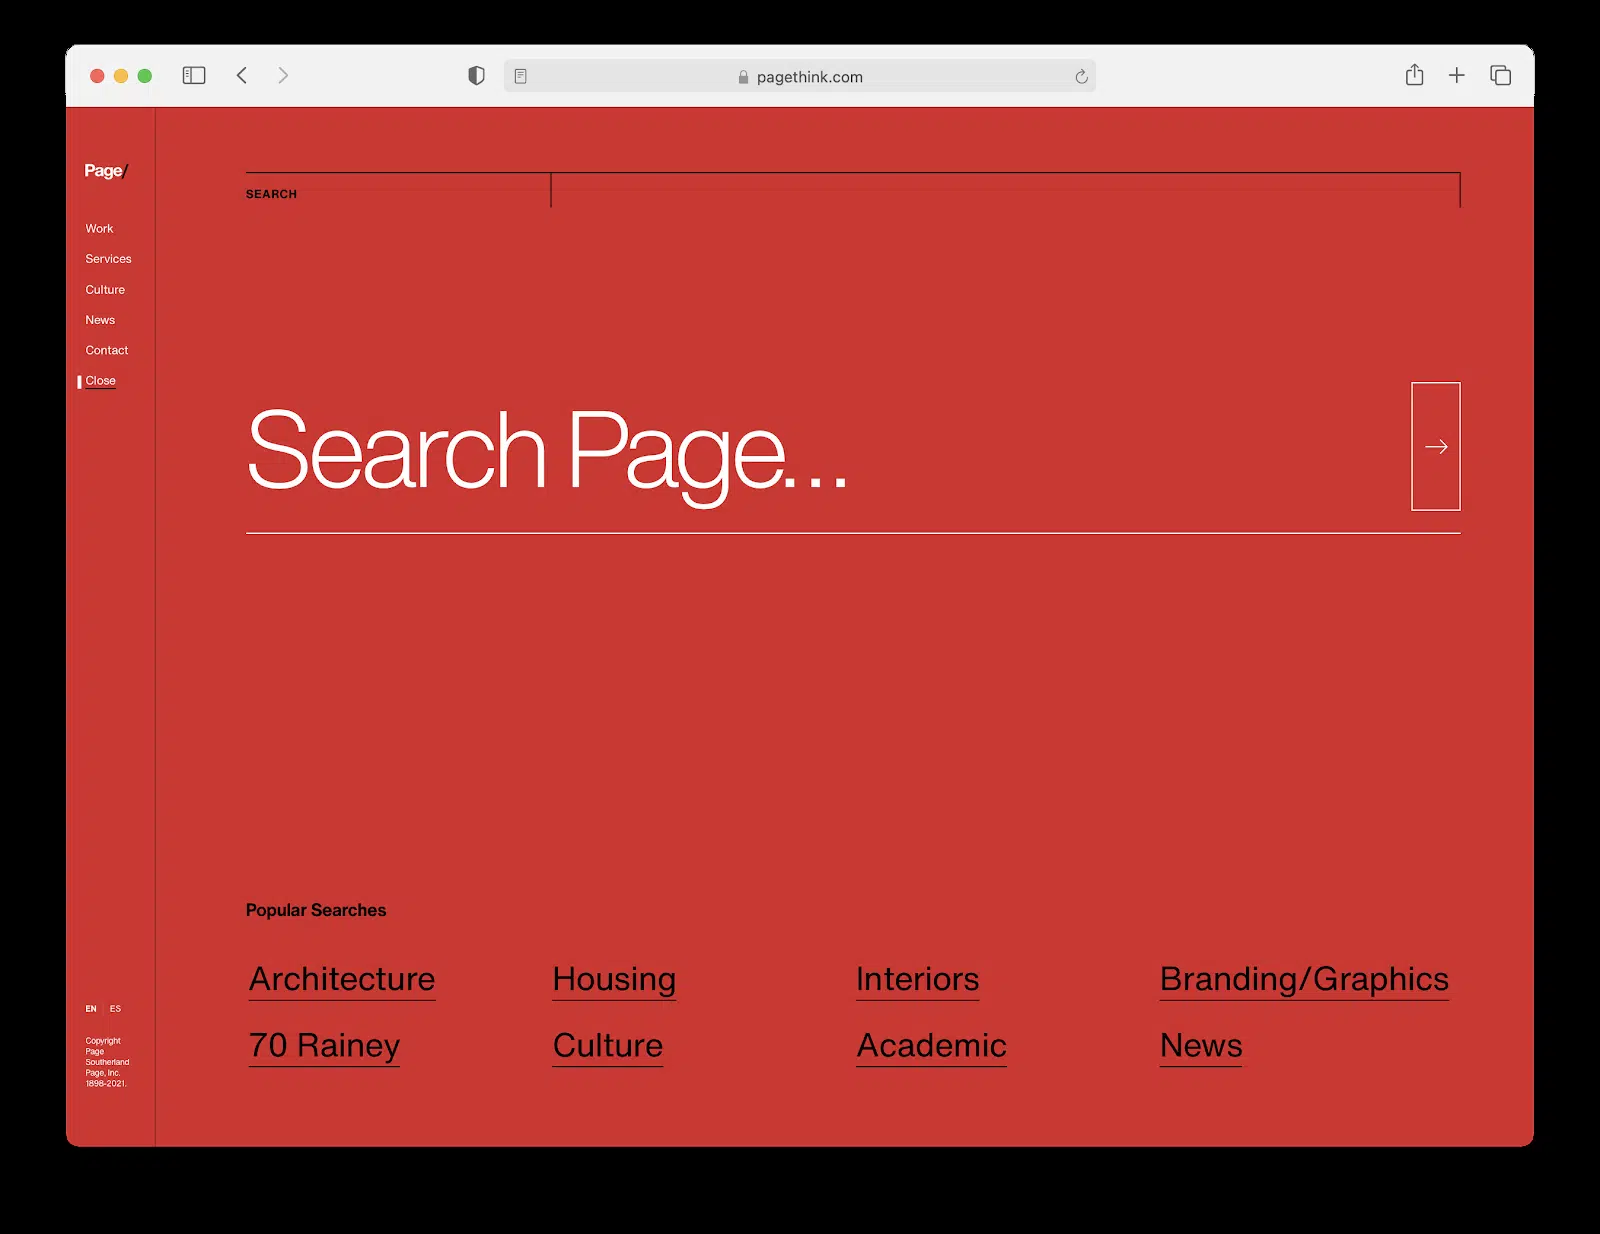 pagethink.com
Page/
Work
Services
Culture
News
Contact
Close
EN ES
Copyright
Page
Southerland
Page, Inc.
1898-2021.
SEARCH
Search Page...
Popular Searches
Architecture Housing Interiors Branding/Graphics
70 Rainey Culture Academic News